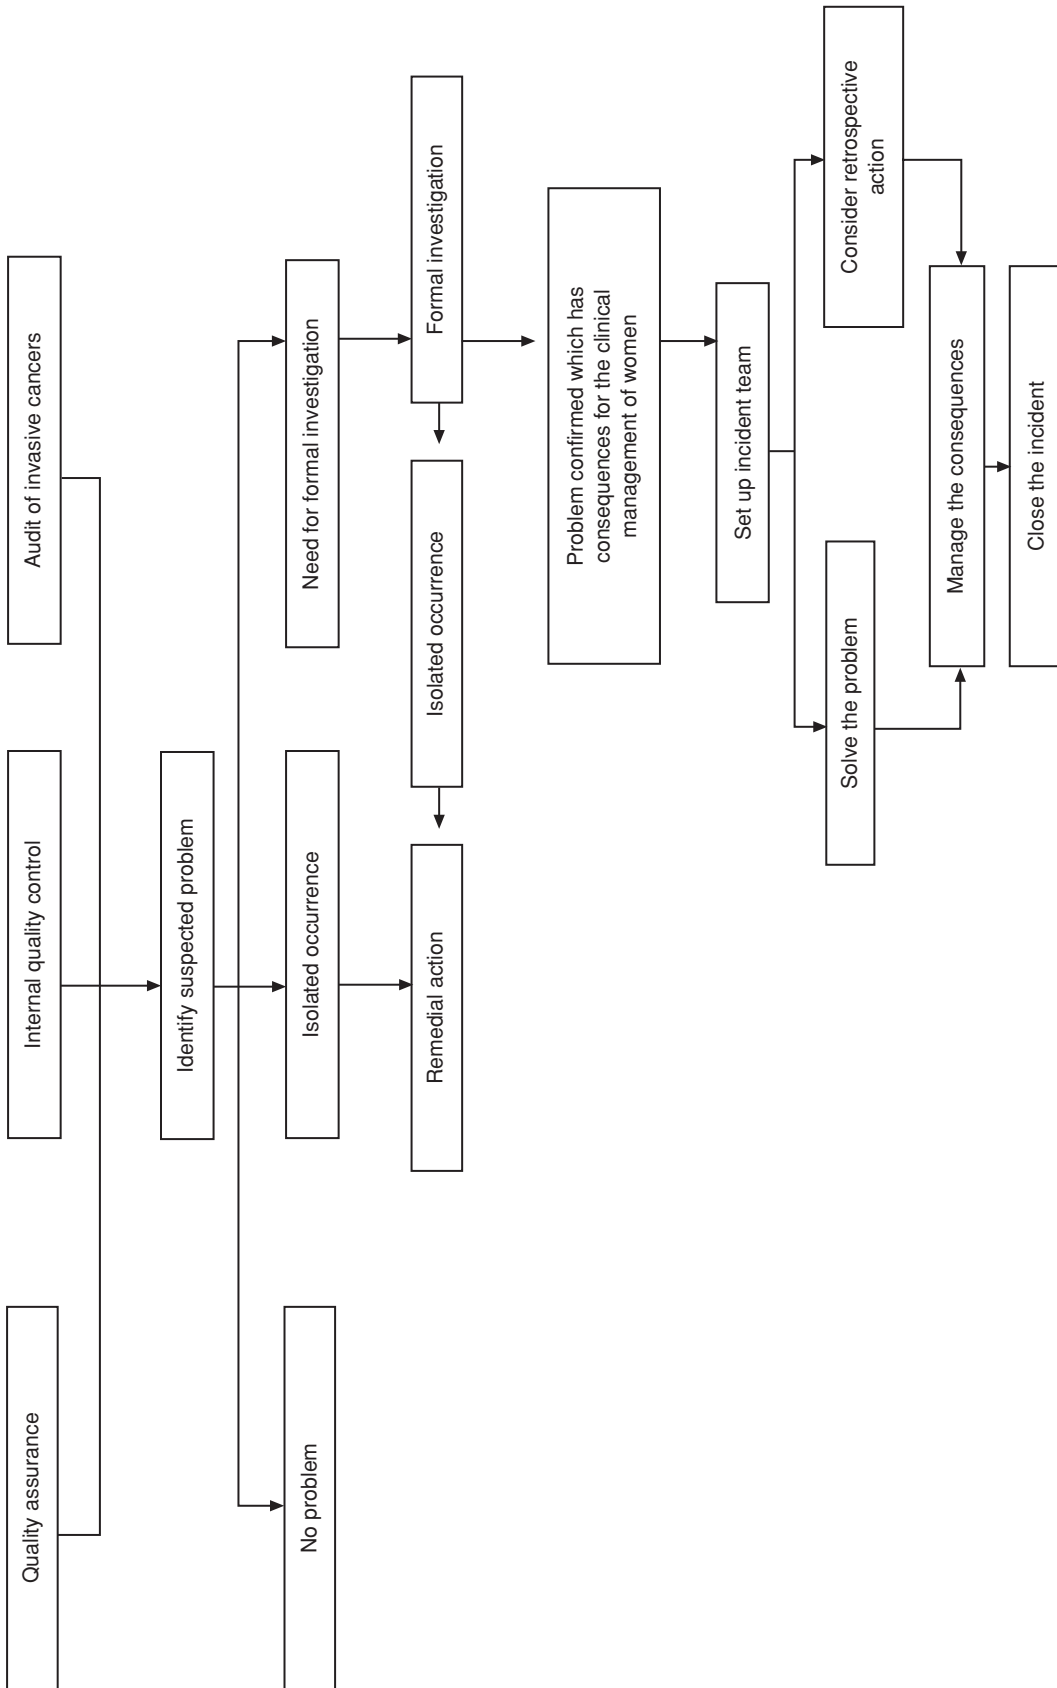 Quality assurance
Internal quality control
Audit of invasive cancers
Identify suspected problem
No problem
Isolated occurrence
Need for formal investigation
Remedial action
Isolated occurrence
Formal investigation
Problem confirmed which has
consequences for the clinical
management of women
Set up incident team
Solve the problem
Consider retrospective
action
Manage the consequences
Close the incident